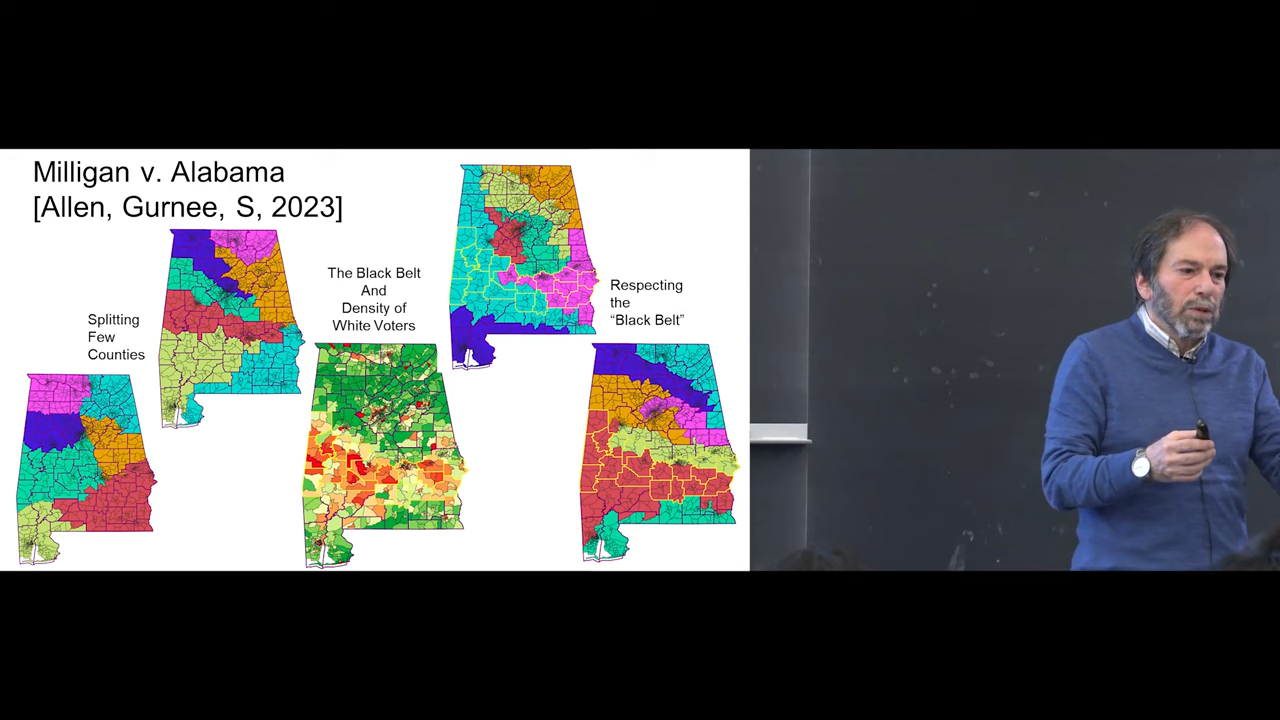 Milligan v. Alabama
[Allen, Gurnee, S, 2023]
Splitting
Few
Counties
The Black Belt
And
Density of
White Voters
Respecting
the
“Black Belt”